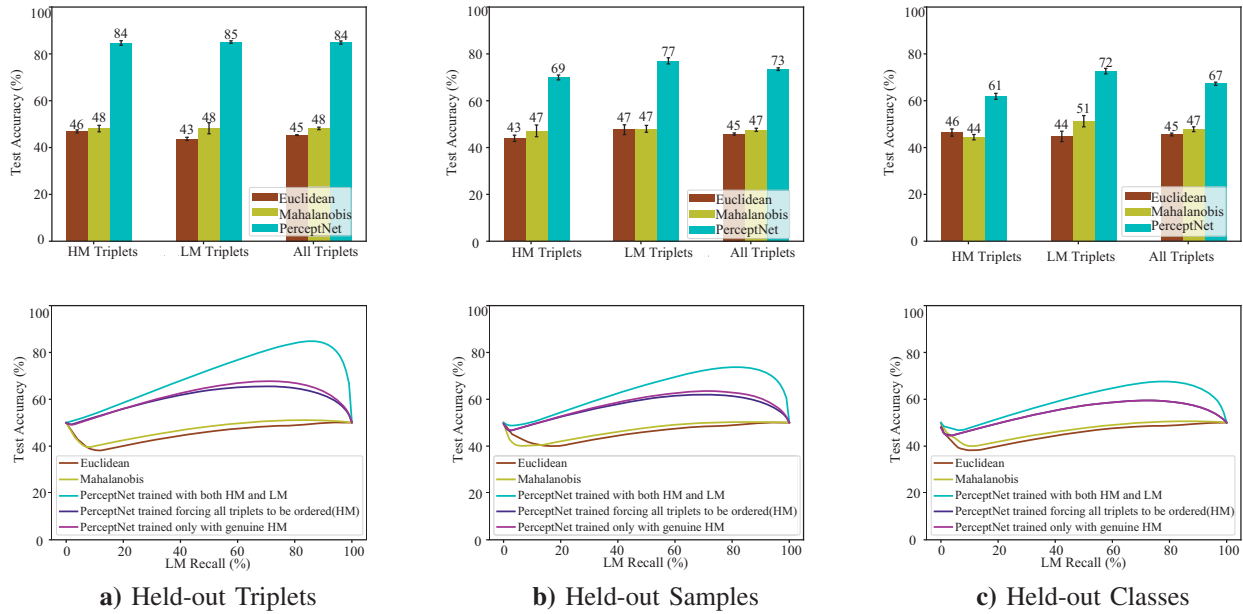 100
80
60
40
20
0
Test Accuracy (%)
46
48
84
43
48
85
45
48
84
Euclidean
Mahalanobis
PerceptNet
HM Triplets
LM Triplets
All Triplets
100
80
60
40
20
0
Test Accuracy (%)
43
47
69
47
47
77
45
47
73
Euclidean
Mahalanobis
PerceptNet
HM Triplets
LM Triplets
All Triplets
100
80
60
40
20
0
Test Accuracy (%)
46
44
61
44
51
72
45
47
67
Euclidean
Mahalanobis
PerceptNet
HM Triplets
LM Triplets
All Triplets
100
80
60
40
20
0
Test Accuracy (%)
Euclidean
Mahalanobis
PerceptNet trained with both HM and LM
PerceptNet trained forcing all triplets to be ordered(HM)
PerceptNet trained only with genuine HM
0 20 40 60 80 100
LM Recall (%)
a) Held-out Triplets
100
80
60
40
20
0
Test Accuracy (%)
Euclidean
Mahalanobis
PerceptNet trained with both HM and LM
PerceptNet trained forcing all triplets to be ordered(HM)
PerceptNet trained only with genuine HM
0 20 40 60 80 100
LM Recall (%)
b) Held-out Samples
100
80
60
40
20
0
Test Accuracy (%)
Euclidean
Mahalanobis
PerceptNet trained with both HM and LM
PerceptNet trained forcing all triplets to be ordered(HM)
PerceptNet trained only with genuine HM
0 20 40 60 80 100
LM Recall (%)
c) Held-out Classes